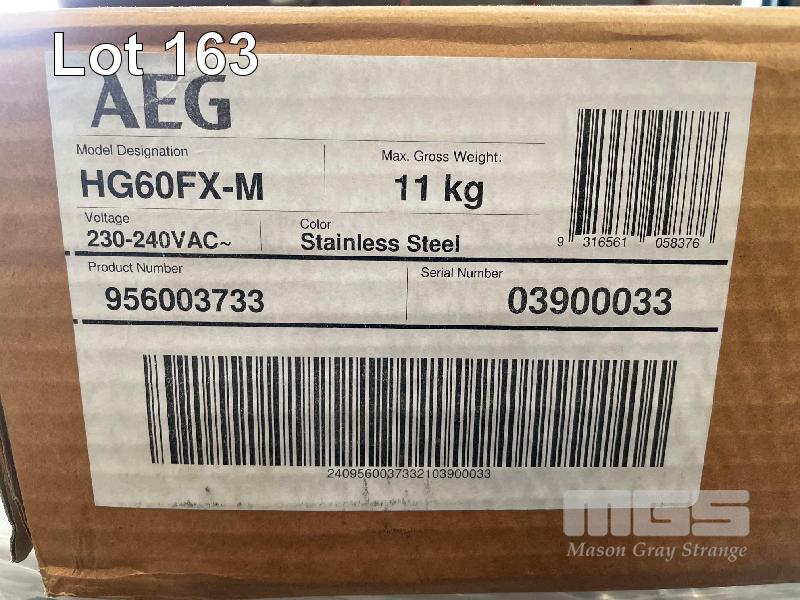 Lot 163
AEG
Model Designation
HG60FX-M
Max. Gross Weight:
11 kg
Voltage
230-240VAC~
Color
Stainless Steel
9 316561 058376
Product Number
956003733
Serial Number
03900033
2409560037332103900033
MGS
Mason Gray Strange